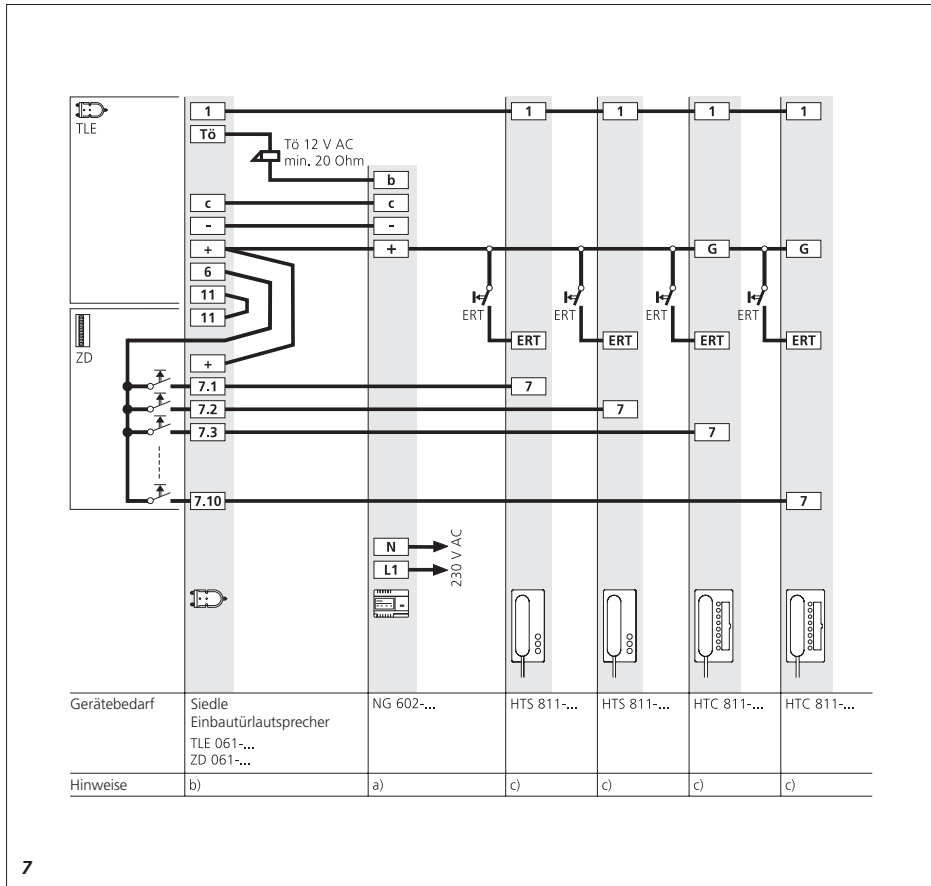 TLE
1 1 1 1 1
Tö
Tö 12 V AC
min. 20 Ohm
b
c c
- -
+ + G G
6
11
ERT ERT ERT ERT
11
ERT ERT ERT ERT
ZD
+
7.1 7
7.2 7
7.3 7
7.10 7
N
L1
230 V AC
Gerätebedarf
Siedle
Einbautürlautsprecher
TLE 061-...
ZD 061-...
NG 602-...
HTS 811-...
HTS 811-...
HTC 811-...
HTC 811-...
Hinweise b) a) c) c) c) c)
7